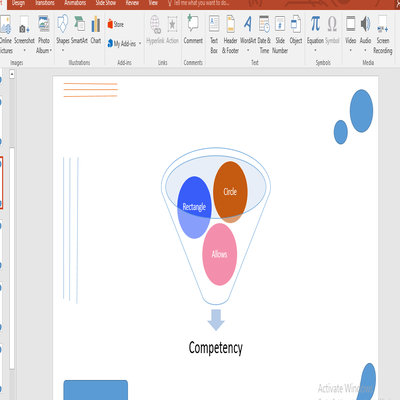 Design Transitions Animations Slide Show Review View Tell me what you want to do...
Online Pictures
Screenshot
Photo Album
Shapes
SmartArt
Chart
Store
My Add-ins
Hyperlink
Action
Comment
Text Box
Header & Footer
WordArt
Date & Time
Slide Number
Object
Equation
Symbol
Video
Audio
Screen Recording
Images Illustrations Add-ins Links Comments Text Symbols Media
Circle
Rectangle
Allows
Competency
Activate Windows